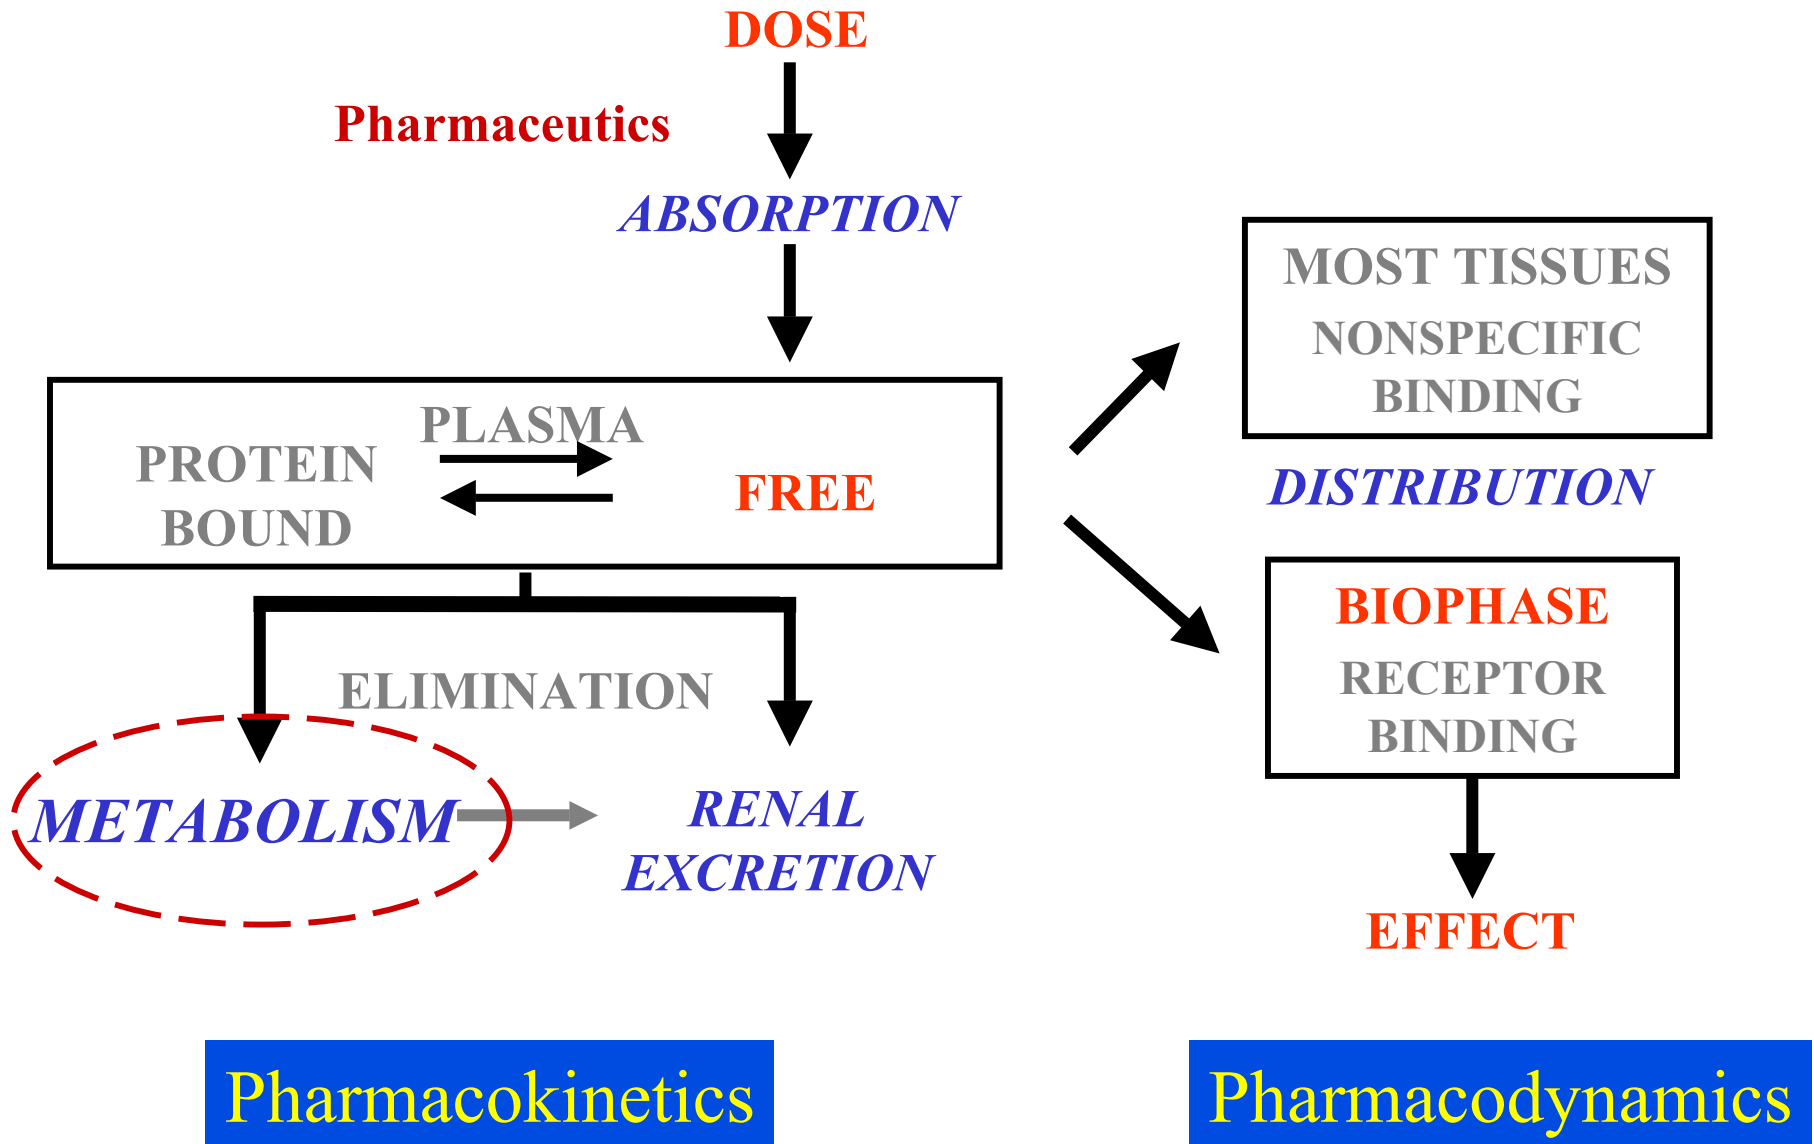 DOSE
Pharmaceutics
ABSORPTION
PLASMA
PROTEIN
BOUND
FREE
MOST TISSUES
NONSPECIFIC
BINDING
DISTRIBUTION
BIOPHASE
RECEPTOR
BINDING
EFFECT
ELIMINATION
METABOLISM
RENAL
EXCRETION
Pharmacokinetics
Pharmacodynamics